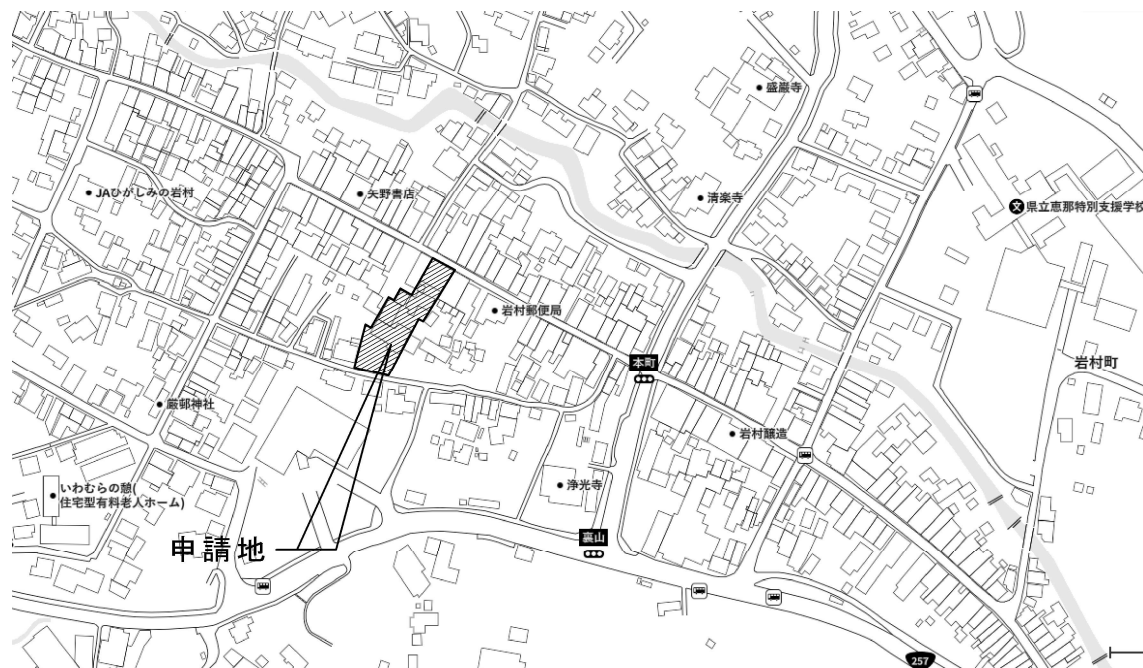 盛巌寺
JAひがしみの岩村
矢野書店
清楽寺
文
県立恵那特別支援学校
岩村郵便局
本町
岩村町
巌邨神社
岩村醸造
いわむらの憩(
住宅型有料老人ホーム)
浄光寺
裏山
申請地
257